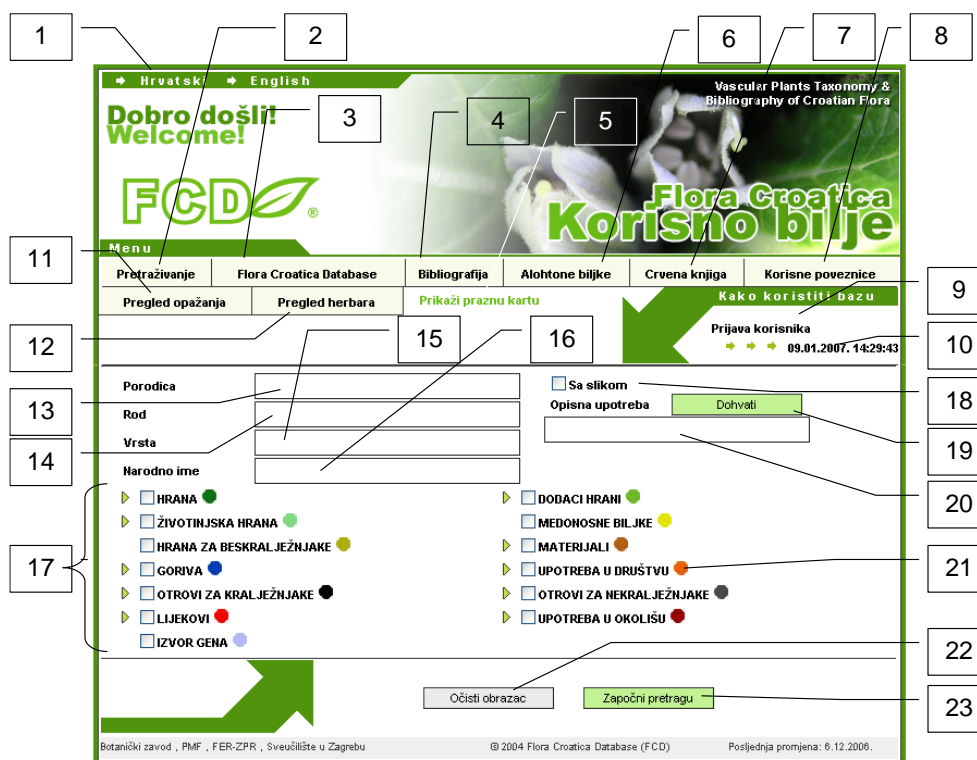 1
2
3
4
5
6
7
8
Hrvatski English
Vascular Plants Taxonomy &
Bibliography of Croatian Flora
Dobro došli!
Welcome!
FCD ®
Flora Croatica
Korisno bilje
Menu
11
Pretraživanje Flora Croatica Database Bibliografija Alohtone biljke Crvena knjiga Korisne poveznice
Pregled opažanja Pregled herbara Prikaži praznu kartu Kako koristiti bazu
9
Prijava korisnika
12
15
16
09.01.2007. 14:29:43
10
Porodica
Sa slikom
18
13
Opisna upotreba Dohvati
Rod
19
Vrsta
14
Narodno ime
20
HRANA DODACI HRANI
ŽIVOTINJSKA HRANA MEDONOSNE BILJKE
HRANA ZA BESKRALJEŽNJAKE MATERIJALI
17
GORIVA UPOTREBA U DRUŠTVU
21
OTROVI ZA KRALJEŽNJAKE OTROVI ZA NEKRALJEŽNJAKE
LIJEKOVI UPOTREBA U OKOLIŠU
IZVOR GENA
22
Očisti obrazac Započni pretragu
23
Botanički zavod , PMF , FER-ZPR , Sveučilište u Zagrebu © 2004 Flora Croatica Database (FCD) Posljednja promjena: 6.12.2006.